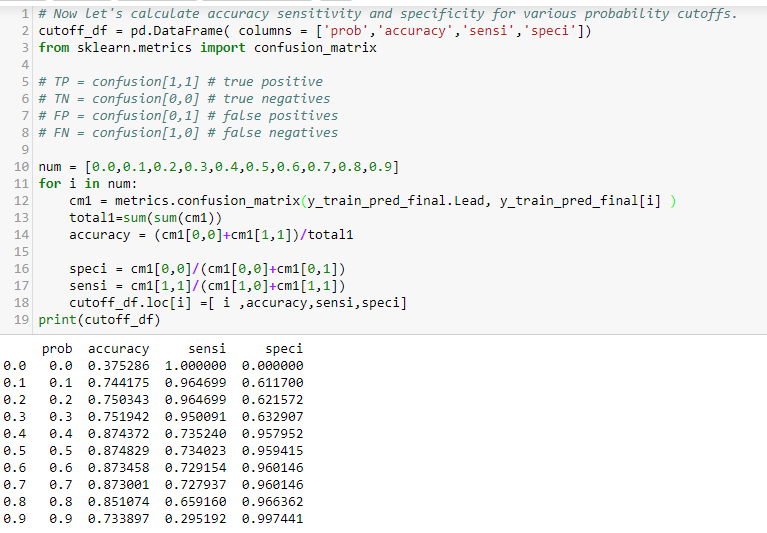 1 # Now let's calculate accuracy sensitivity and specificity for various probability cutoffs.
2 cutoff_df = pd.DataFrame( columns = ['prob','accuracy','sensi','speci'])
3 from sklearn.metrics import confusion_matrix
4
5 # TP = confusion[1,1] # true positive
6 # TN = confusion[0,0] # true negatives
7 # FP = confusion[0,1] # false positives
8 # FN = confusion[1,0] # false negatives
9
10 num = [0.0,0.1,0.2,0.3,0.4,0.5,0.6,0.7,0.8,0.9]
11 for i in num:
12     cm1 = metrics.confusion_matrix(y_train_pred_final.Lead, y_train_pred_final[i] )
13     total1=sum(sum(cm1))
14     accuracy = (cm1[0,0]+cm1[1,1])/total1
15
16     speci = cm1[0,0]/(cm1[0,0]+cm1[0,1])
17     sensi = cm1[1,1]/(cm1[1,0]+cm1[1,1])
18     cutoff_df.loc[i] =[ i ,accuracy,sensi,speci]
19 print(cutoff_df)
     prob  accuracy     sensi     speci
0.0   0.0  0.375286  1.000000  0.000000
0.1   0.1  0.744175  0.964699  0.611700
0.2   0.2  0.750343  0.964699  0.621572
0.3   0.3  0.751942  0.950091  0.632907
0.4   0.4  0.874372  0.735240  0.957952
0.5   0.5  0.874829  0.734023  0.959415
0.6   0.6  0.873458  0.729154  0.960146
0.7   0.7  0.873001  0.727937  0.960146
0.8   0.8  0.851074  0.659160  0.966362
0.9   0.9  0.733897  0.295192  0.997441